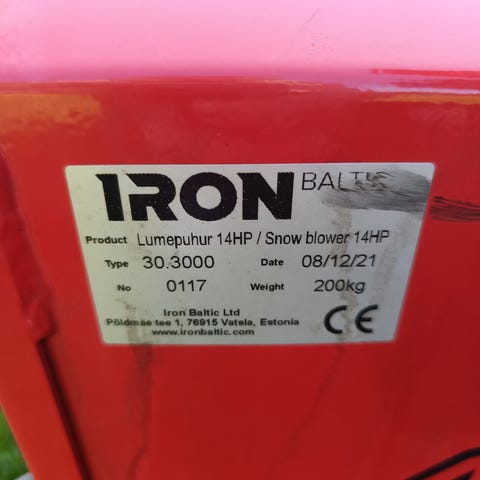 IRON BALTIC
Product Lumepuhur 14HP / Snow blower 14HP
Type 30.3000 Date 08/12/21
No 0117 Weight 200kg
Iron Baltic Ltd
Põldmae tee 1, 76915 Vatsla, Estonia
www.ironbaltic.com
CE